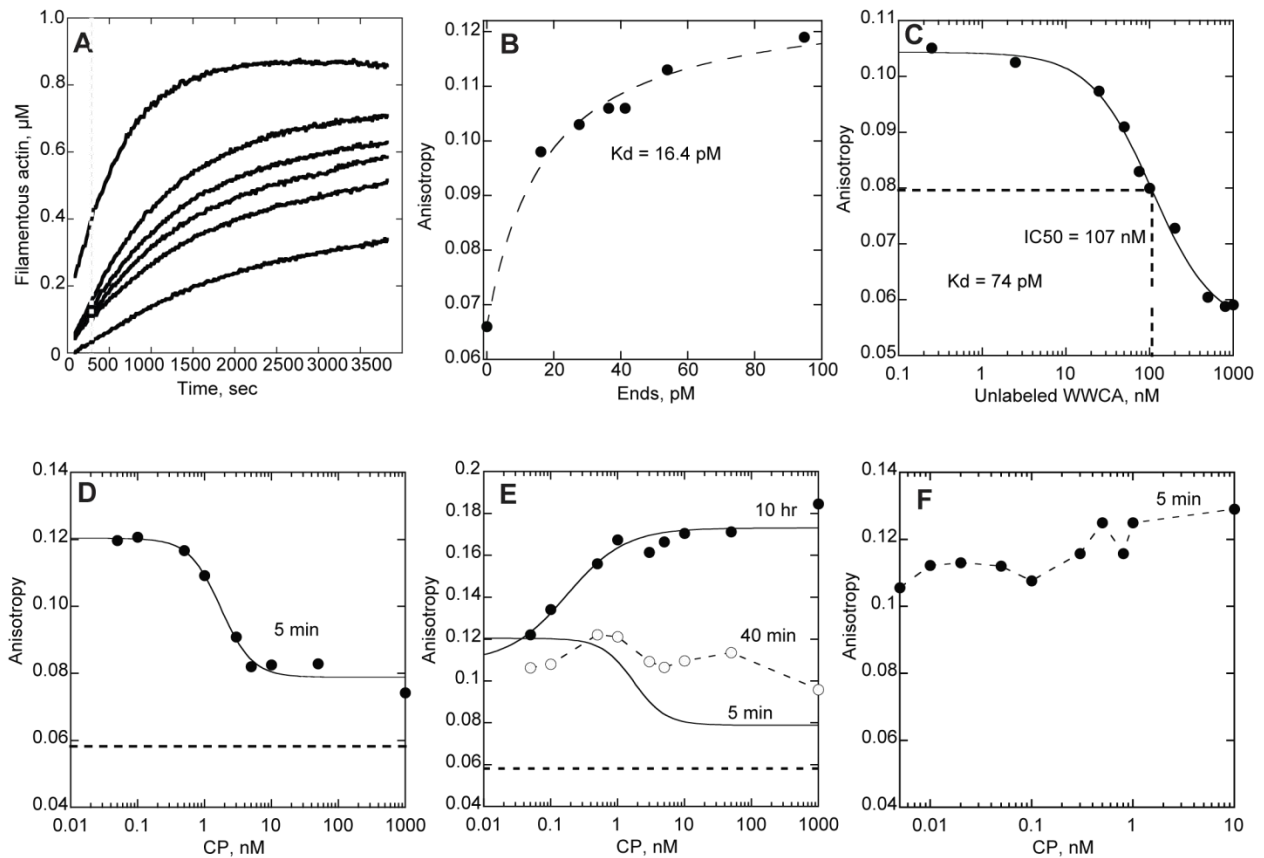 A
Filamentous actin, μM
1.0
0.8
0.6
0.4
0.2
0
0 500 1000 1500 2000 2500 3000 3500
Time, sec
B
Anisotropy
0.12
0.11
0.10
0.09
0.08
0.07
0.06
Kd = 16.4 pM
0 20 40 60 80 100
Ends, pM
C
Anisotropy
0.11
0.10
0.09
0.08
0.07
0.06
0.05
IC50 = 107 nM
Kd = 74 pM
0.1 1 10 100 1000
Unlabeled WWCA, nM
D
Anisotropy
0.14
0.12
0.10
0.08
0.06
0.04
5 min
0.01 0.1 1 10 100 1000
CP, nM
E
Anisotropy
0.2
0.18
0.16
0.14
0.12
0.1
0.08
0.06
0.04
10 hr
40 min
5 min
0.01 0.1 1 10 100 1000
CP, nM
F
Anisotropy
0.14
0.12
0.1
0.08
0.06
0.04
5 min
0.01 0.1 1 10
CP, nM